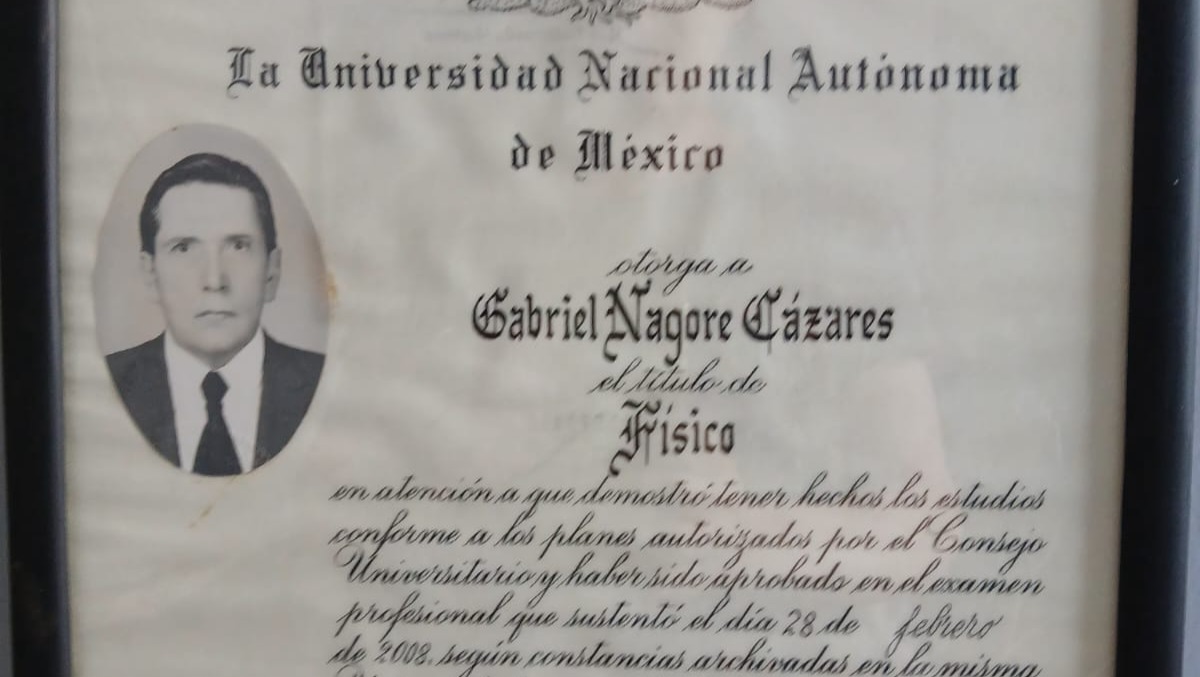 La Universidad Nacional Autónoma
de México
otorga a
Gabriel Nagore Cázares
el título de
Físico
en atención a que demostró tener hechos los estudios
conforme a los planes autorizados por el Consejo
Universitario y haber sido aprobado en el examen
profesional que sustentó el día 28 de febrero
de 2008. según constancias archivadas en la misma